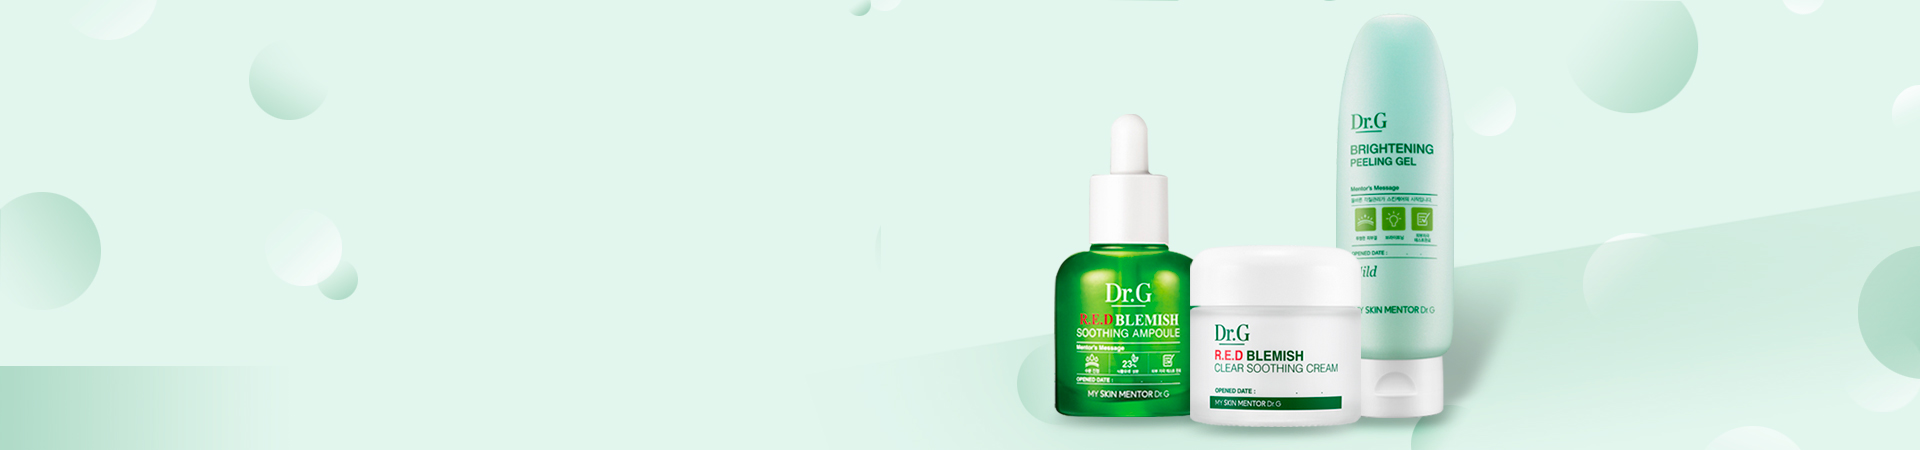 Dr.G
R.E.D BLEMISH
SOOTHING AMPOULE
Mentor's Message
23
OPENED DATE :
MY SKIN MENTOR Dr.G
Dr.G
R.E.D BLEMISH
CLEAR SOOTHING CREAM
OPENED DATE :
MY SKIN MENTOR Dr.G
Dr.G
BRIGHTENING
PEELING GEL
Mentor's Message
OPENED DATE :
MY SKIN MENTOR Dr.G